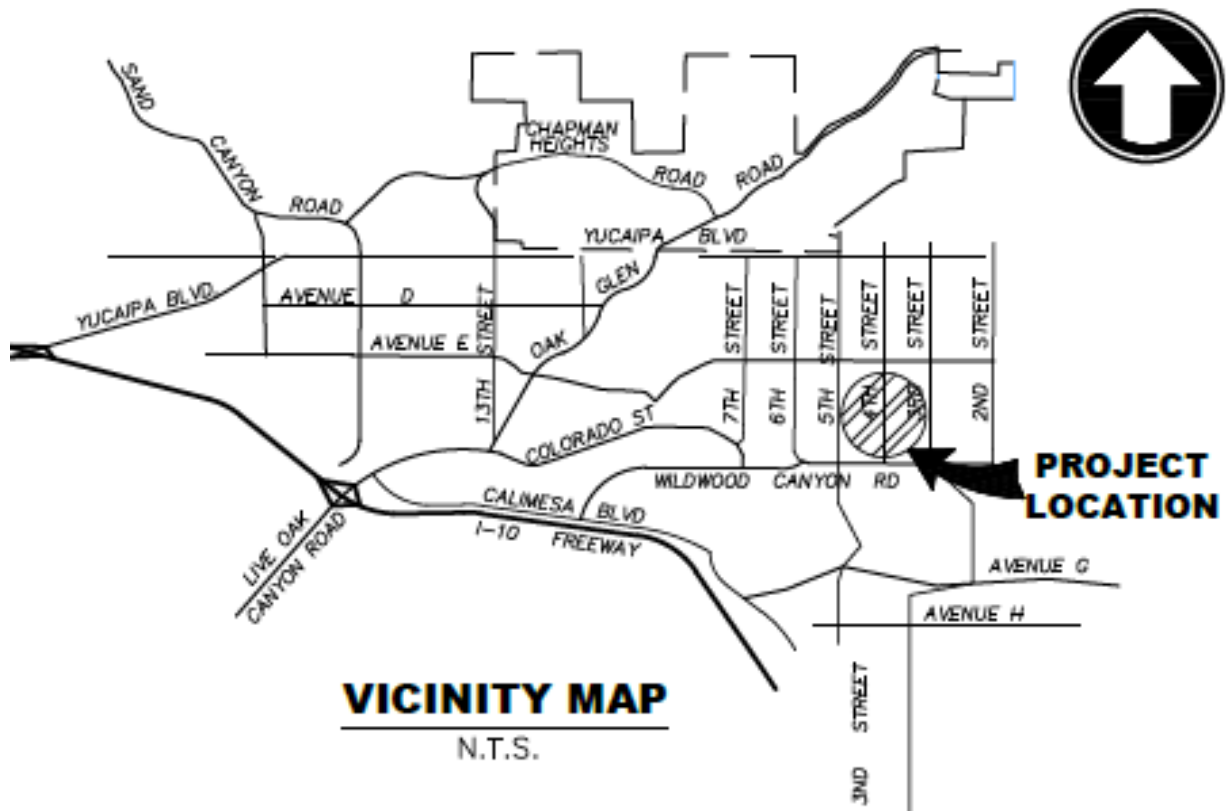 SAND
CANYON
ROAD
CHAPMAN
HEIGHTS
ROAD
ROAD
YUCAIPA BLVD
GLEN
OAK
YUCAIPA BLVD.
AVENUE D
AVENUE E
13TH STREET
7TH STREET
6TH STREET
5TH STREET
4TH STREET
STREET
2ND STREET
COLORADO ST
WILDWOOD CANYON RD
PROJECT
LOCATION
CALIMESA BLVD
I-10 FREEWAY
LIVE OAK
CANYON ROAD
AVENUE G
AVENUE H
3ND STREET
VICINITY MAP
N.T.S.